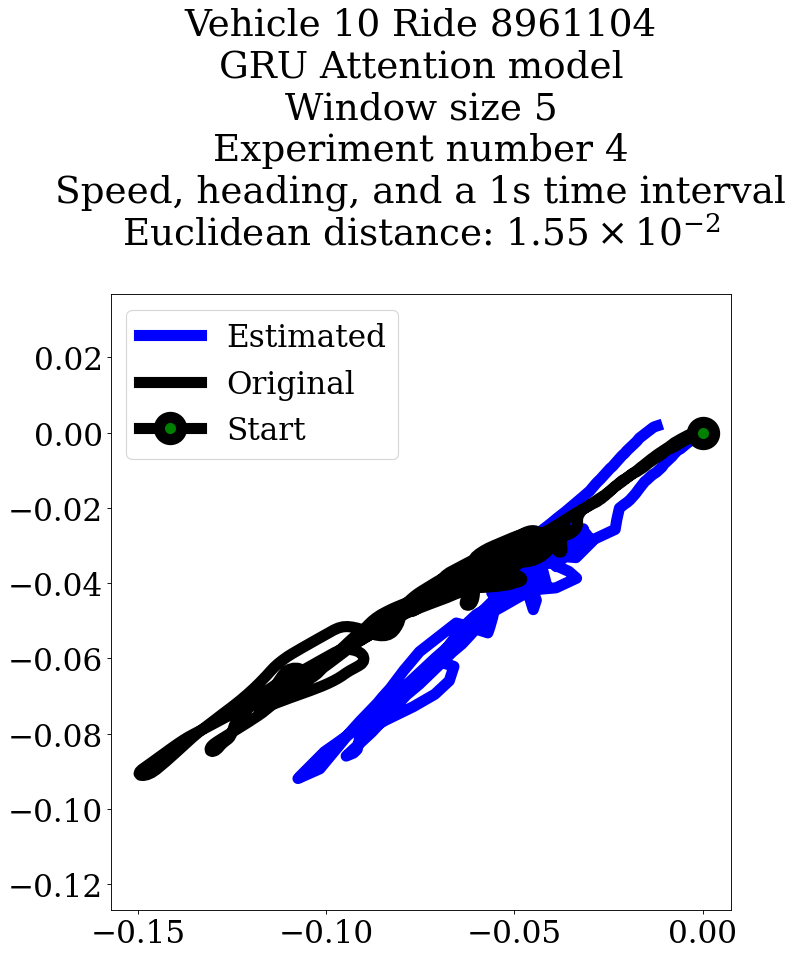 Vehicle 10 Ride 8961104
GRU Attention model
Window size 5
Experiment number 4
Speed, heading, and a 1s time interval
Euclidean distance: 1.55 × 10⁻²
Estimated
Original
Start
0.02
0.00
−0.02
−0.04
−0.06
−0.08
−0.10
−0.12
−0.15
−0.10
−0.05
0.00